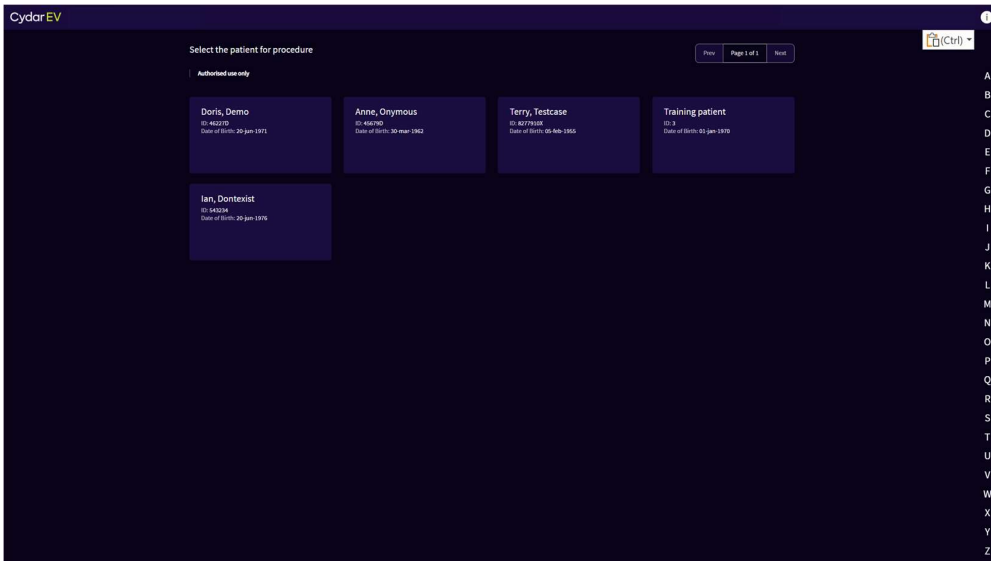 CydarEV
i
(Ctrl)
Select the patient for procedure
Prev Page 1 of 1 Next
Authorised use only
Doris, Demo
ID: 46227D
Date of Birth: 20-jun-1971
Anne, Onymous
ID: 45679D
Date of Birth: 30-mar-1962
Terry, Testcase
ID: 8277910X
Date of Birth: 05-feb-1955
Training patient
ID: 3
Date of Birth: 01-jan-1970
Ian, Dontexist
ID: 543234
Date of Birth: 20-jun-1976
A
B
C
D
E
F
G
H
I
J
K
L
M
N
O
P
Q
R
S
T
U
V
W
X
Y
Z